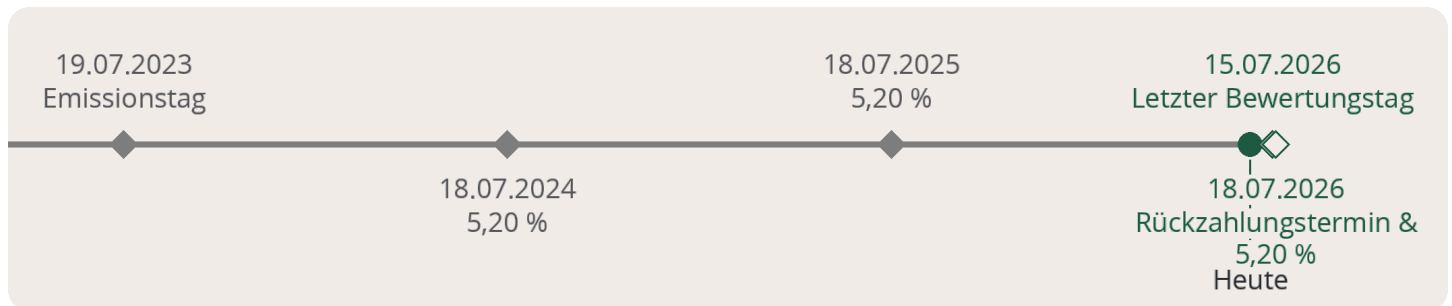 19.07.2023
Emissionstag
18.07.2024
5,20 %
18.07.2025
5,20 %
15.07.2026
Letzter Bewertungstag
18.07.2026
Rückzahlungstermin &
5,20 %
Heute